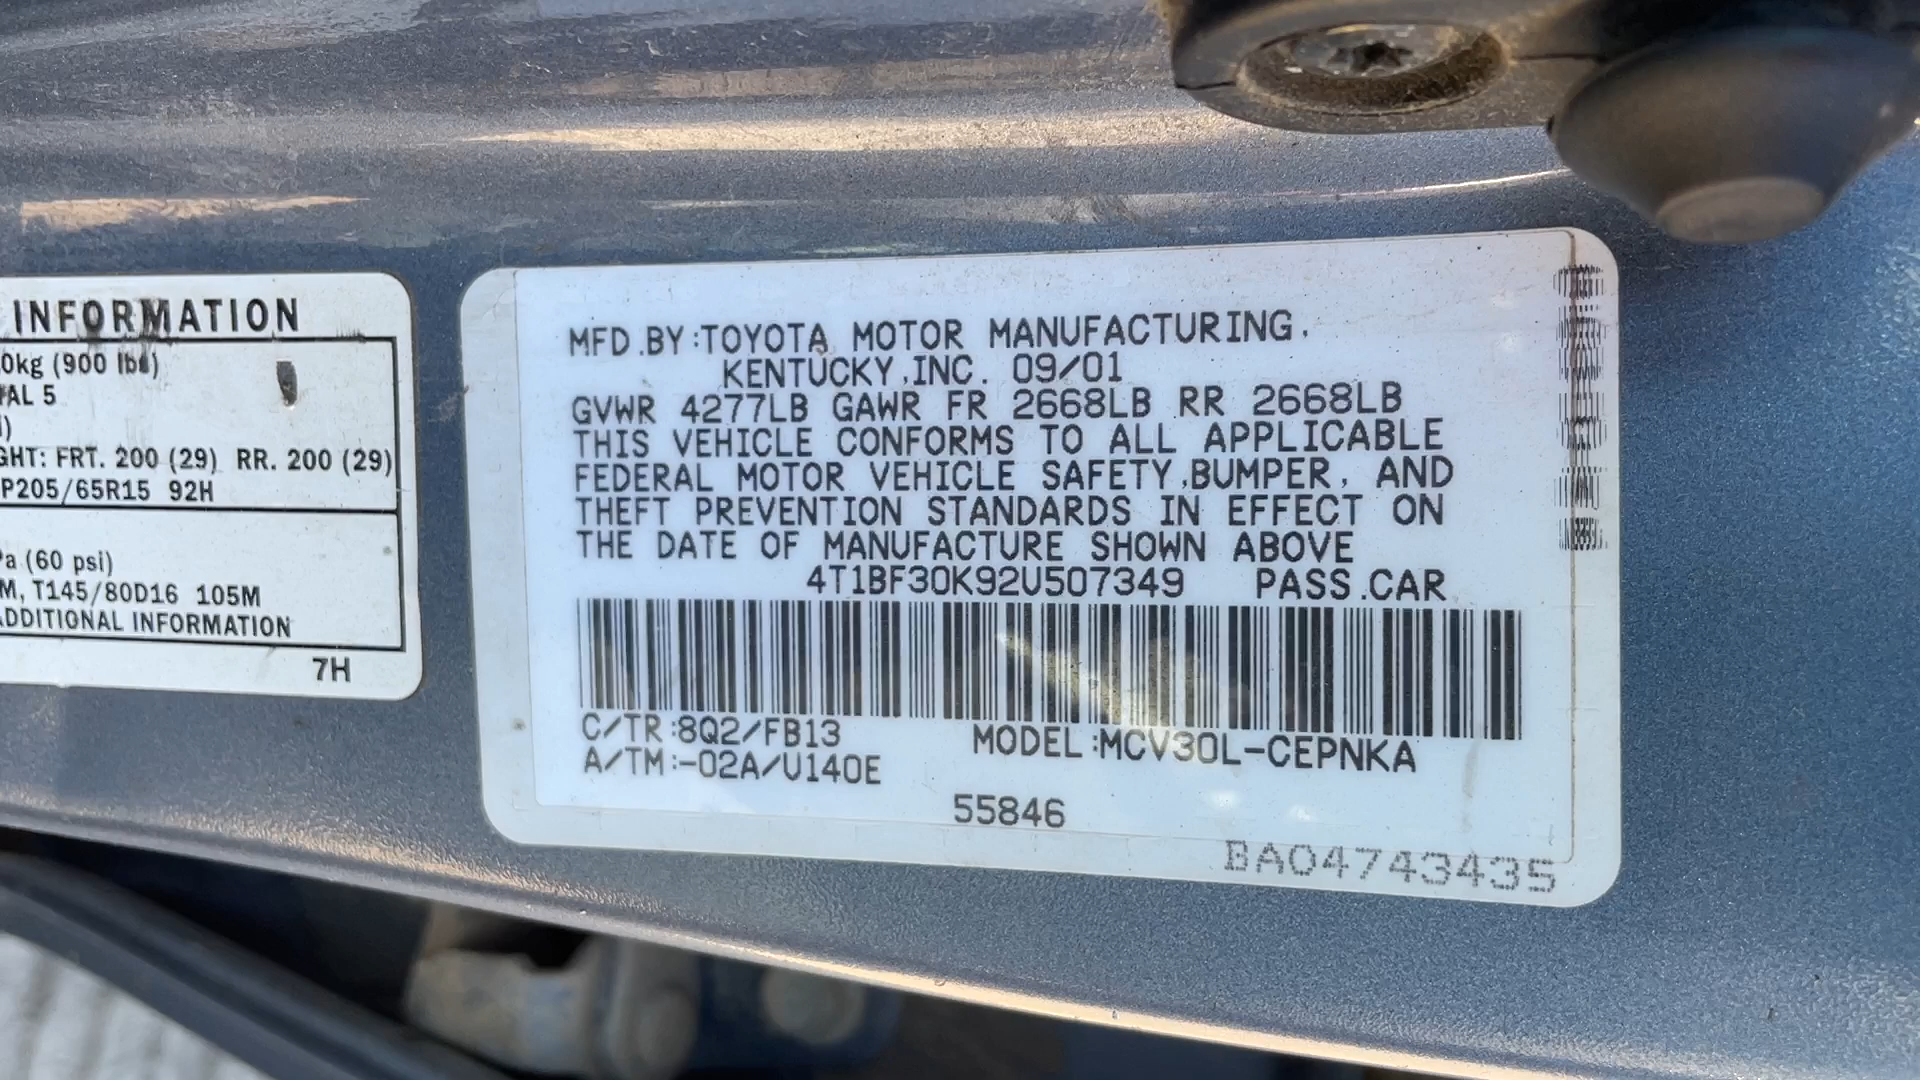 INFORMATION
0kg (900 lbs)
TAL 5
GHT: FRT. 200 (29) RR. 200 (29)
P205/65R15 92H
Pa (60 psi)
M, T145/80D16 105M
ADDITIONAL INFORMATION
7H
MFD.BY:TOYOTA MOTOR MANUFACTURING,
KENTUCKY,INC. 09/01
GVWR 4277LB GAWR FR 2668LB RR 2668LB
THIS VEHICLE CONFORMS TO ALL APPLICABLE
FEDERAL MOTOR VEHICLE SAFETY,BUMPER, AND
THEFT PREVENTION STANDARDS IN EFFECT ON
THE DATE OF MANUFACTURE SHOWN ABOVE
4T1BF30K92U507349 PASS.CAR
C/TR:8Q2/FB13 MODEL:MCV30L-CEPNKA
A/TM:-02A/U140E
55846
BA04743435